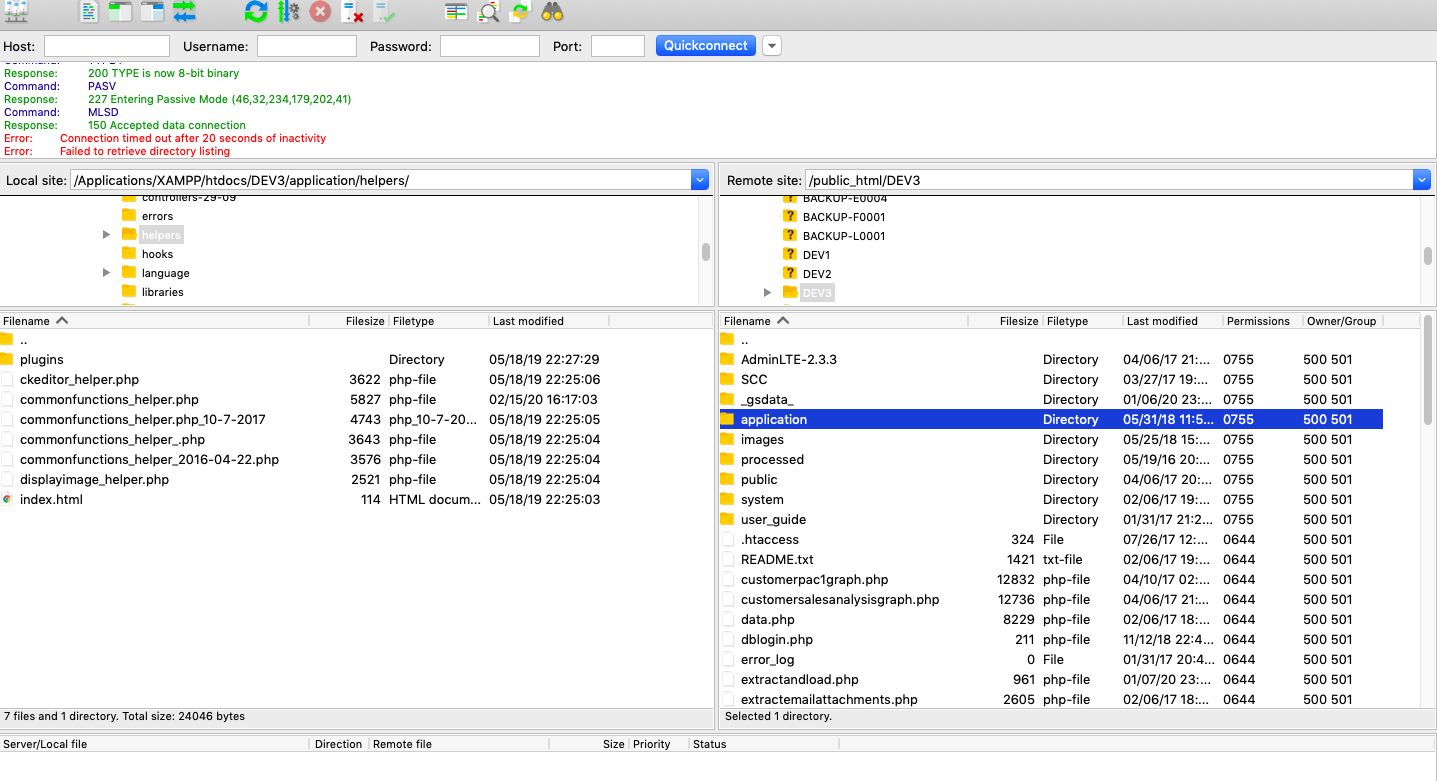 Host: Username: Password: Port: Quickconnect
Response: 200 TYPE is now 8-bit binary
Command: PASV
Response: 227 Entering Passive Mode (46,32,234,179,202,41)
Command: MLSD
Response: 150 Accepted data connection
Error: Connection timed out after 20 seconds of inactivity
Error: Failed to retrieve directory listing
Local site: /Applications/XAMPP/htdocs/DEV3/application/helpers/
controllers-29-09
errors
helpers
hooks
language
libraries
Remote site: /public_html/DEV3
BACKUP-E0004
BACKUP-F0001
BACKUP-L0001
DEV1
DEV2
DEV3
Filename Filesize Filetype Last modified
..
plugins Directory 05/18/19 22:27:29
ckeditor_helper.php 3622 php-file 05/18/19 22:25:06
commonfunctions_helper.php 5827 php-file 02/15/20 16:17:03
commonfunctions_helper.php_10-7-2017 4743 php_10-7-20... 05/18/19 22:25:05
commonfunctions_helper_.php 3643 php-file 05/18/19 22:25:04
commonfunctions_helper_2016-04-22.php 3576 php-file 05/18/19 22:25:04
displayimage_helper.php 2521 php-file 05/18/19 22:25:04
index.html 114 HTML docum... 05/18/19 22:25:03
7 files and 1 directory. Total size: 24046 bytes
Filename Filesize Filetype Last modified Permissions Owner/Group
..
AdminLTE-2.3.3 Directory 04/06/17 21:... 0755 500 501
SCC Directory 03/27/17 19:... 0755 500 501
_gsdata_ Directory 01/06/20 23:... 0755 500 501
application Directory 05/31/18 11:5... 0755 500 501
images Directory 05/25/18 15:... 0755 500 501
processed Directory 05/19/16 20:... 0755 500 501
public Directory 04/06/17 20:... 0755 500 501
system Directory 02/06/17 19:... 0755 500 501
user_guide Directory 01/31/17 21:2... 0755 500 501
.htaccess 324 File 07/26/17 12:... 0644 500 501
README.txt 1421 txt-file 02/06/17 19:... 0644 500 501
customerpac1graph.php 12832 php-file 04/10/17 02:... 0644 500 501
customersalesanalysisgraph.php 12736 php-file 04/06/17 21:... 0644 500 501
data.php 8229 php-file 02/06/17 18:... 0644 500 501
dblogin.php 211 php-file 11/12/18 22:4... 0644 500 501
error_log 0 File 01/31/17 20:4... 0644 500 501
extractandload.php 961 php-file 01/07/20 23:... 0644 500 501
extractemailattachments.php 2605 php-file 02/06/17 18:... 0644 500 501
Selected 1 directory.
Server/Local file Direction Remote file Size Priority Status